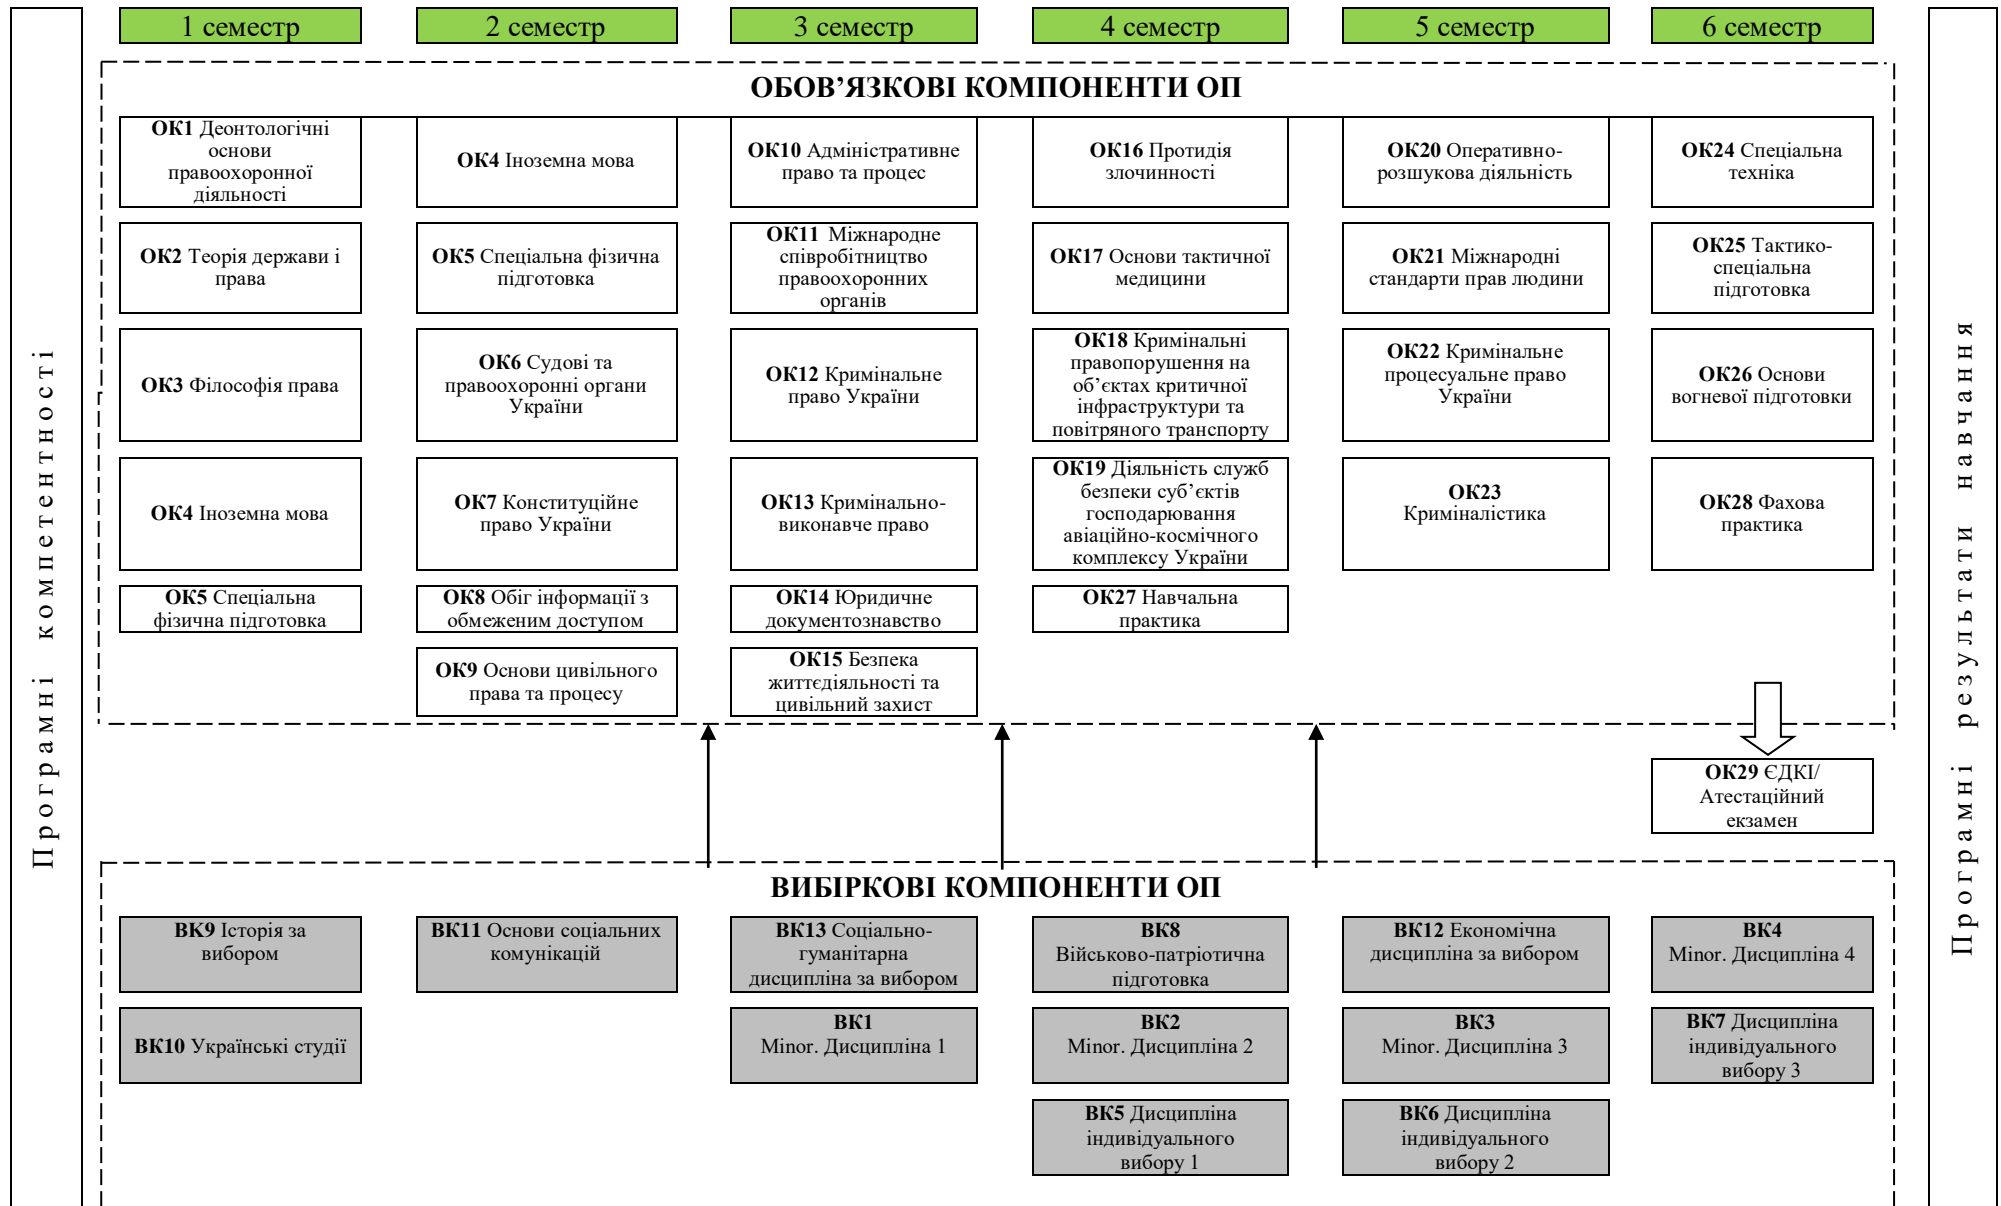 1 семестр
2 семестр
3 семестр
4 семестр
5 семестр
6 семестр
Програмні компетентності
ОБОВ’ЯЗКОВІ КОМПОНЕНТИ ОП
ОК1 Деонтологічні
основи
правоохоронної
діяльності
ОК4 Іноземна мова
ОК10 Адміністративне
право та процес
ОК16 Протидія
злочинності
ОК20 Оперативно-
розшукова діяльність
ОК24 Спеціальна
техніка
ОК2 Теорія держави і
права
ОК5 Спеціальна фізична
підготовка
ОК11 Міжнародне
співробітництво
правоохоронних
органів
ОК17 Основи тактичної
медицини
ОК21 Міжнародні
стандарти прав людини
ОК25 Тактико-
спеціальна
підготовка
ОК3 Філософія права
ОК6 Судові та
правоохоронні органи
України
ОК12 Кримінальне
право України
ОК18 Кримінальні
правопорушення на
об’єктах критичної
інфраструктури та
повітряного транспорту
ОК22 Кримінальне
процесуальне право
України
ОК26 Основи
вогневої підготовки
ОК4 Іноземна мова
ОК7 Конституційне
право України
ОК13 Кримінально-
виконавче право
ОК19 Діяльність служб
безпеки суб’єктів
господарювання
авіаційно-космічного
комплексу України
ОК23
Криміналістика
ОК28 Фахова
практика
ОК5 Спеціальна
фізична підготовка
ОК8 Обіг інформації з
обмеженим доступом
ОК14 Юридичне
документознавство
ОК27 Навчальна
практика
ОК9 Основи цивільного
права та процесу
ОК15 Безпека
життєдіяльності та
цивільний захист
ОК29 ЄДКІ/
Атестаційний
екзамен
ВИБІРКОВІ КОМПОНЕНТИ ОП
ВК9 Історія за
вибором
ВК11 Основи соціальних
комунікацій
ВК13 Соціально-
гуманітарна
дисципліна за вибором
ВК8
Військово-патріотична
підготовка
ВК12 Економічна
дисципліна за вибором
ВК4
Minor. Дисципліна 4
ВК10 Українські студії
ВК1
Minor. Дисципліна 1
ВК2
Minor. Дисципліна 2
ВК3
Minor. Дисципліна 3
ВК7 Дисципліна
індивідуального
вибору 3
ВК5 Дисципліна
індивідуального
вибору 1
ВК6 Дисципліна
індивідуального
вибору 2
Програмні результати навчання